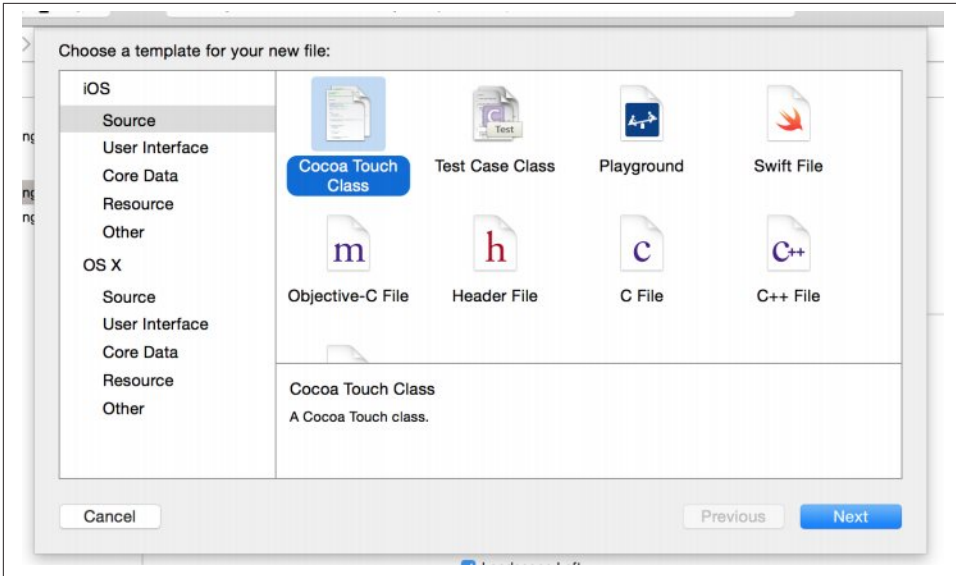 Choose a template for your new file:
iOS
Source
User Interface
Core Data
Resource
Other
OS X
Source
User Interface
Core Data
Resource
Other
Cocoa Touch
Class
Test
Test Case Class
Playground
Swift File
m
Objective-C File
h
Header File
c
C File
C++
C++ File
Cocoa Touch Class
A Cocoa Touch class.
Cancel
Previous
Next